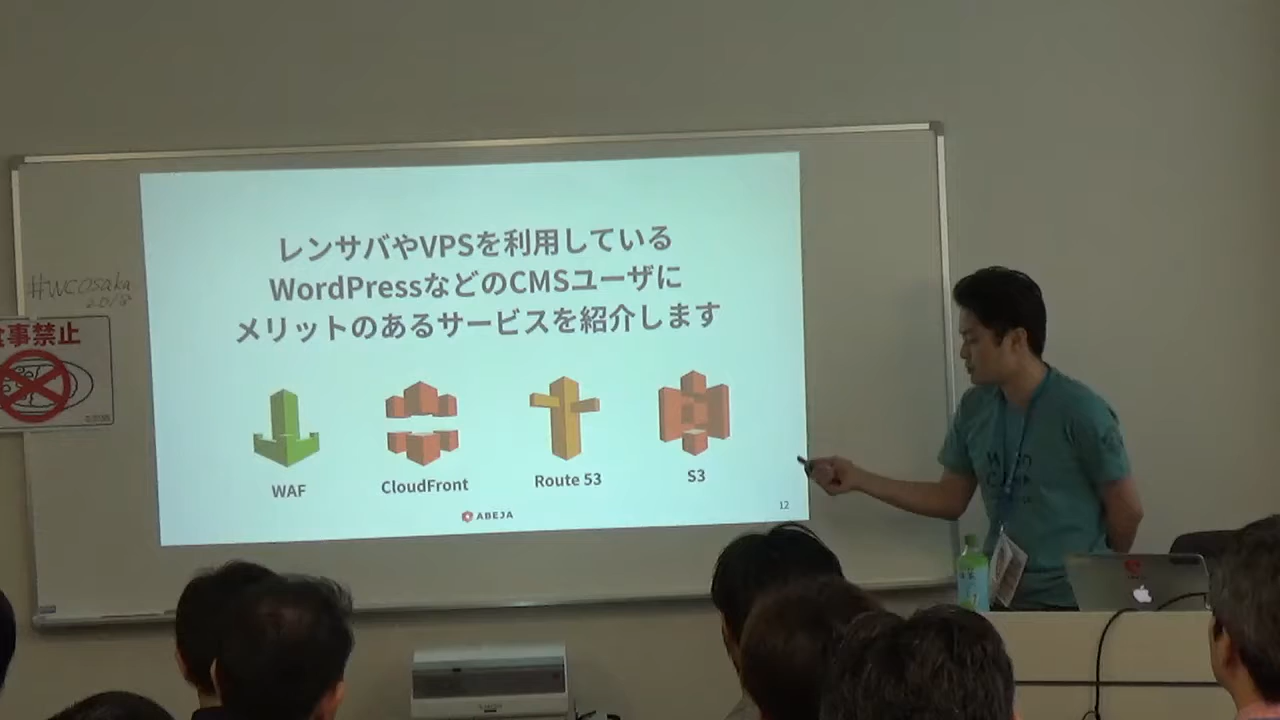 レンサバやVPSを利用している
WordPressなどのCMSユーザに
メリットのあるサービスを紹介します
WAF
CloudFront
Route 53
S3
ABEJA
12
#wcosaka
2018
食事禁止